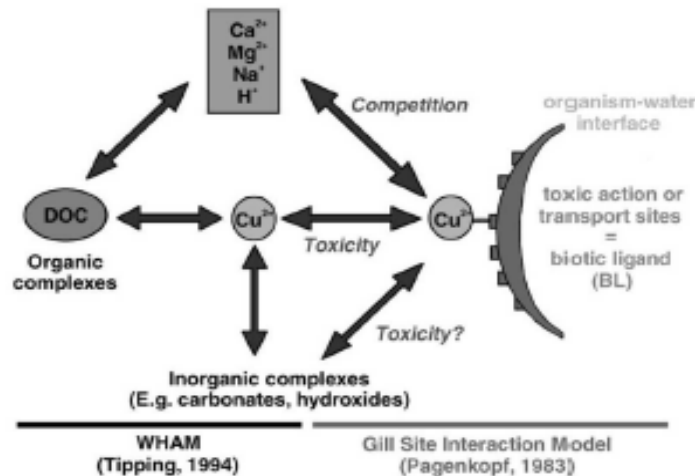 Ca²⁺
Mg²⁺
Na⁺
H⁺
Competition
organism-water
interface
DOC
Cu²⁺
Cu²⁺
toxic action or
transport sites
=
biotic ligand
(BL)
Toxicity
Organic
complexes
Toxicity?
Inorganic complexes
(E.g. carbonates, hydroxides)
WHAM
(Tipping, 1994)
Gill Site Interaction Model
(Pagenkopf, 1983)